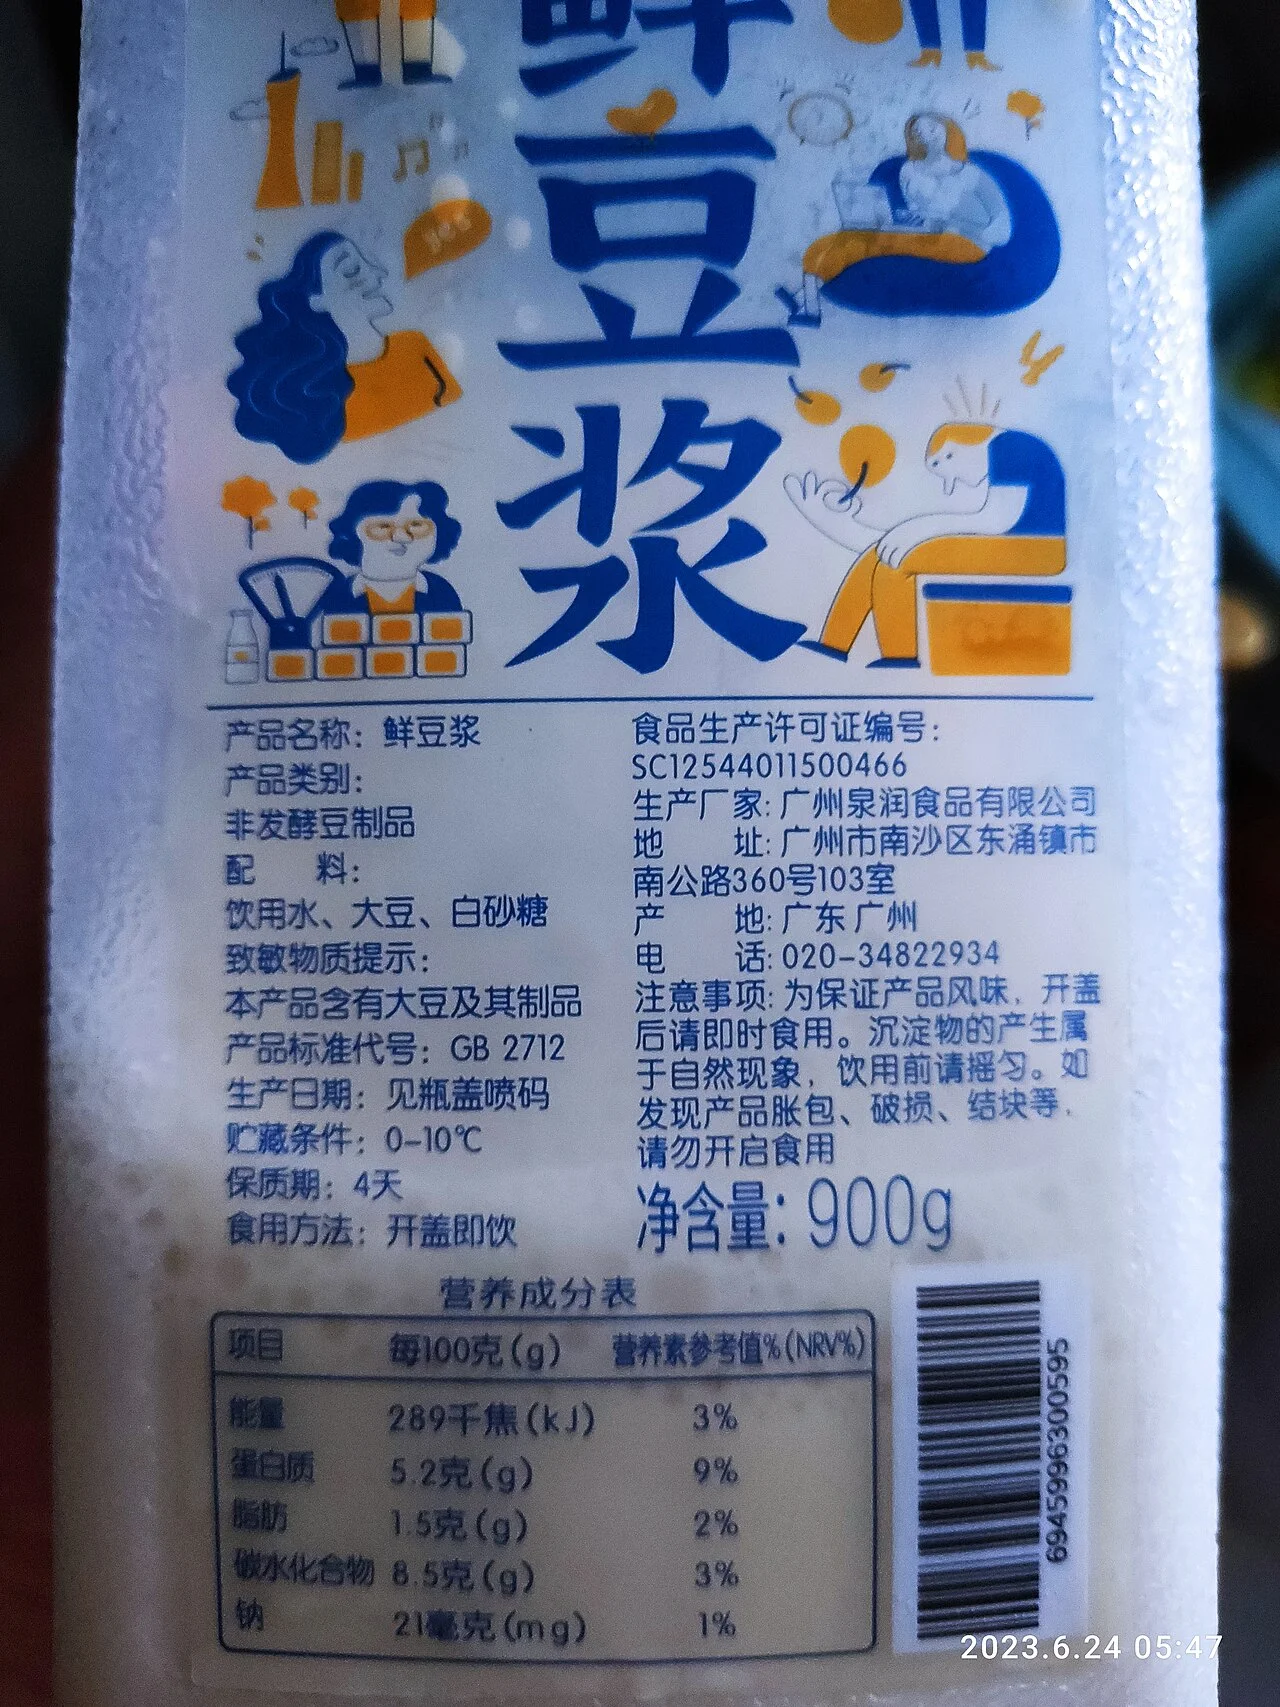 鲜
豆
浆
JOY
产品名称：鲜豆浆
产品类别：
非发酵豆制品
配 料：
饮用水、大豆、白砂糖
致敏物质提示：
本产品含有大豆及其制品
产品标准代号：GB 2712
生产日期：见瓶盖喷码
贮藏条件：0-10℃
保质期：4天
食用方法：开盖即饮
食品生产许可证编号：
SC12544011500466
生产厂家：广州泉润食品有限公司
地 址：广州市南沙区东涌镇市
南公路360号103室
产 地：广东 广州
电 话：020-34822934
注意事项：为保证产品风味，开盖
后请即时食用。沉淀物的产生属
于自然现象，饮用前请摇匀。如
发现产品胀包、破损、结块等，
请勿开启食用
净含量：900g
营养成分表
项目 每100克(g) 营养素参考值%(NRV%)
能量 289千焦(kJ) 3%
蛋白质 5.2克(g) 9%
脂肪 1.5克(g) 2%
碳水化合物 8.5克(g) 3%
钠 21毫克(mg) 1%
6945996300595
2023.6.24 05:47